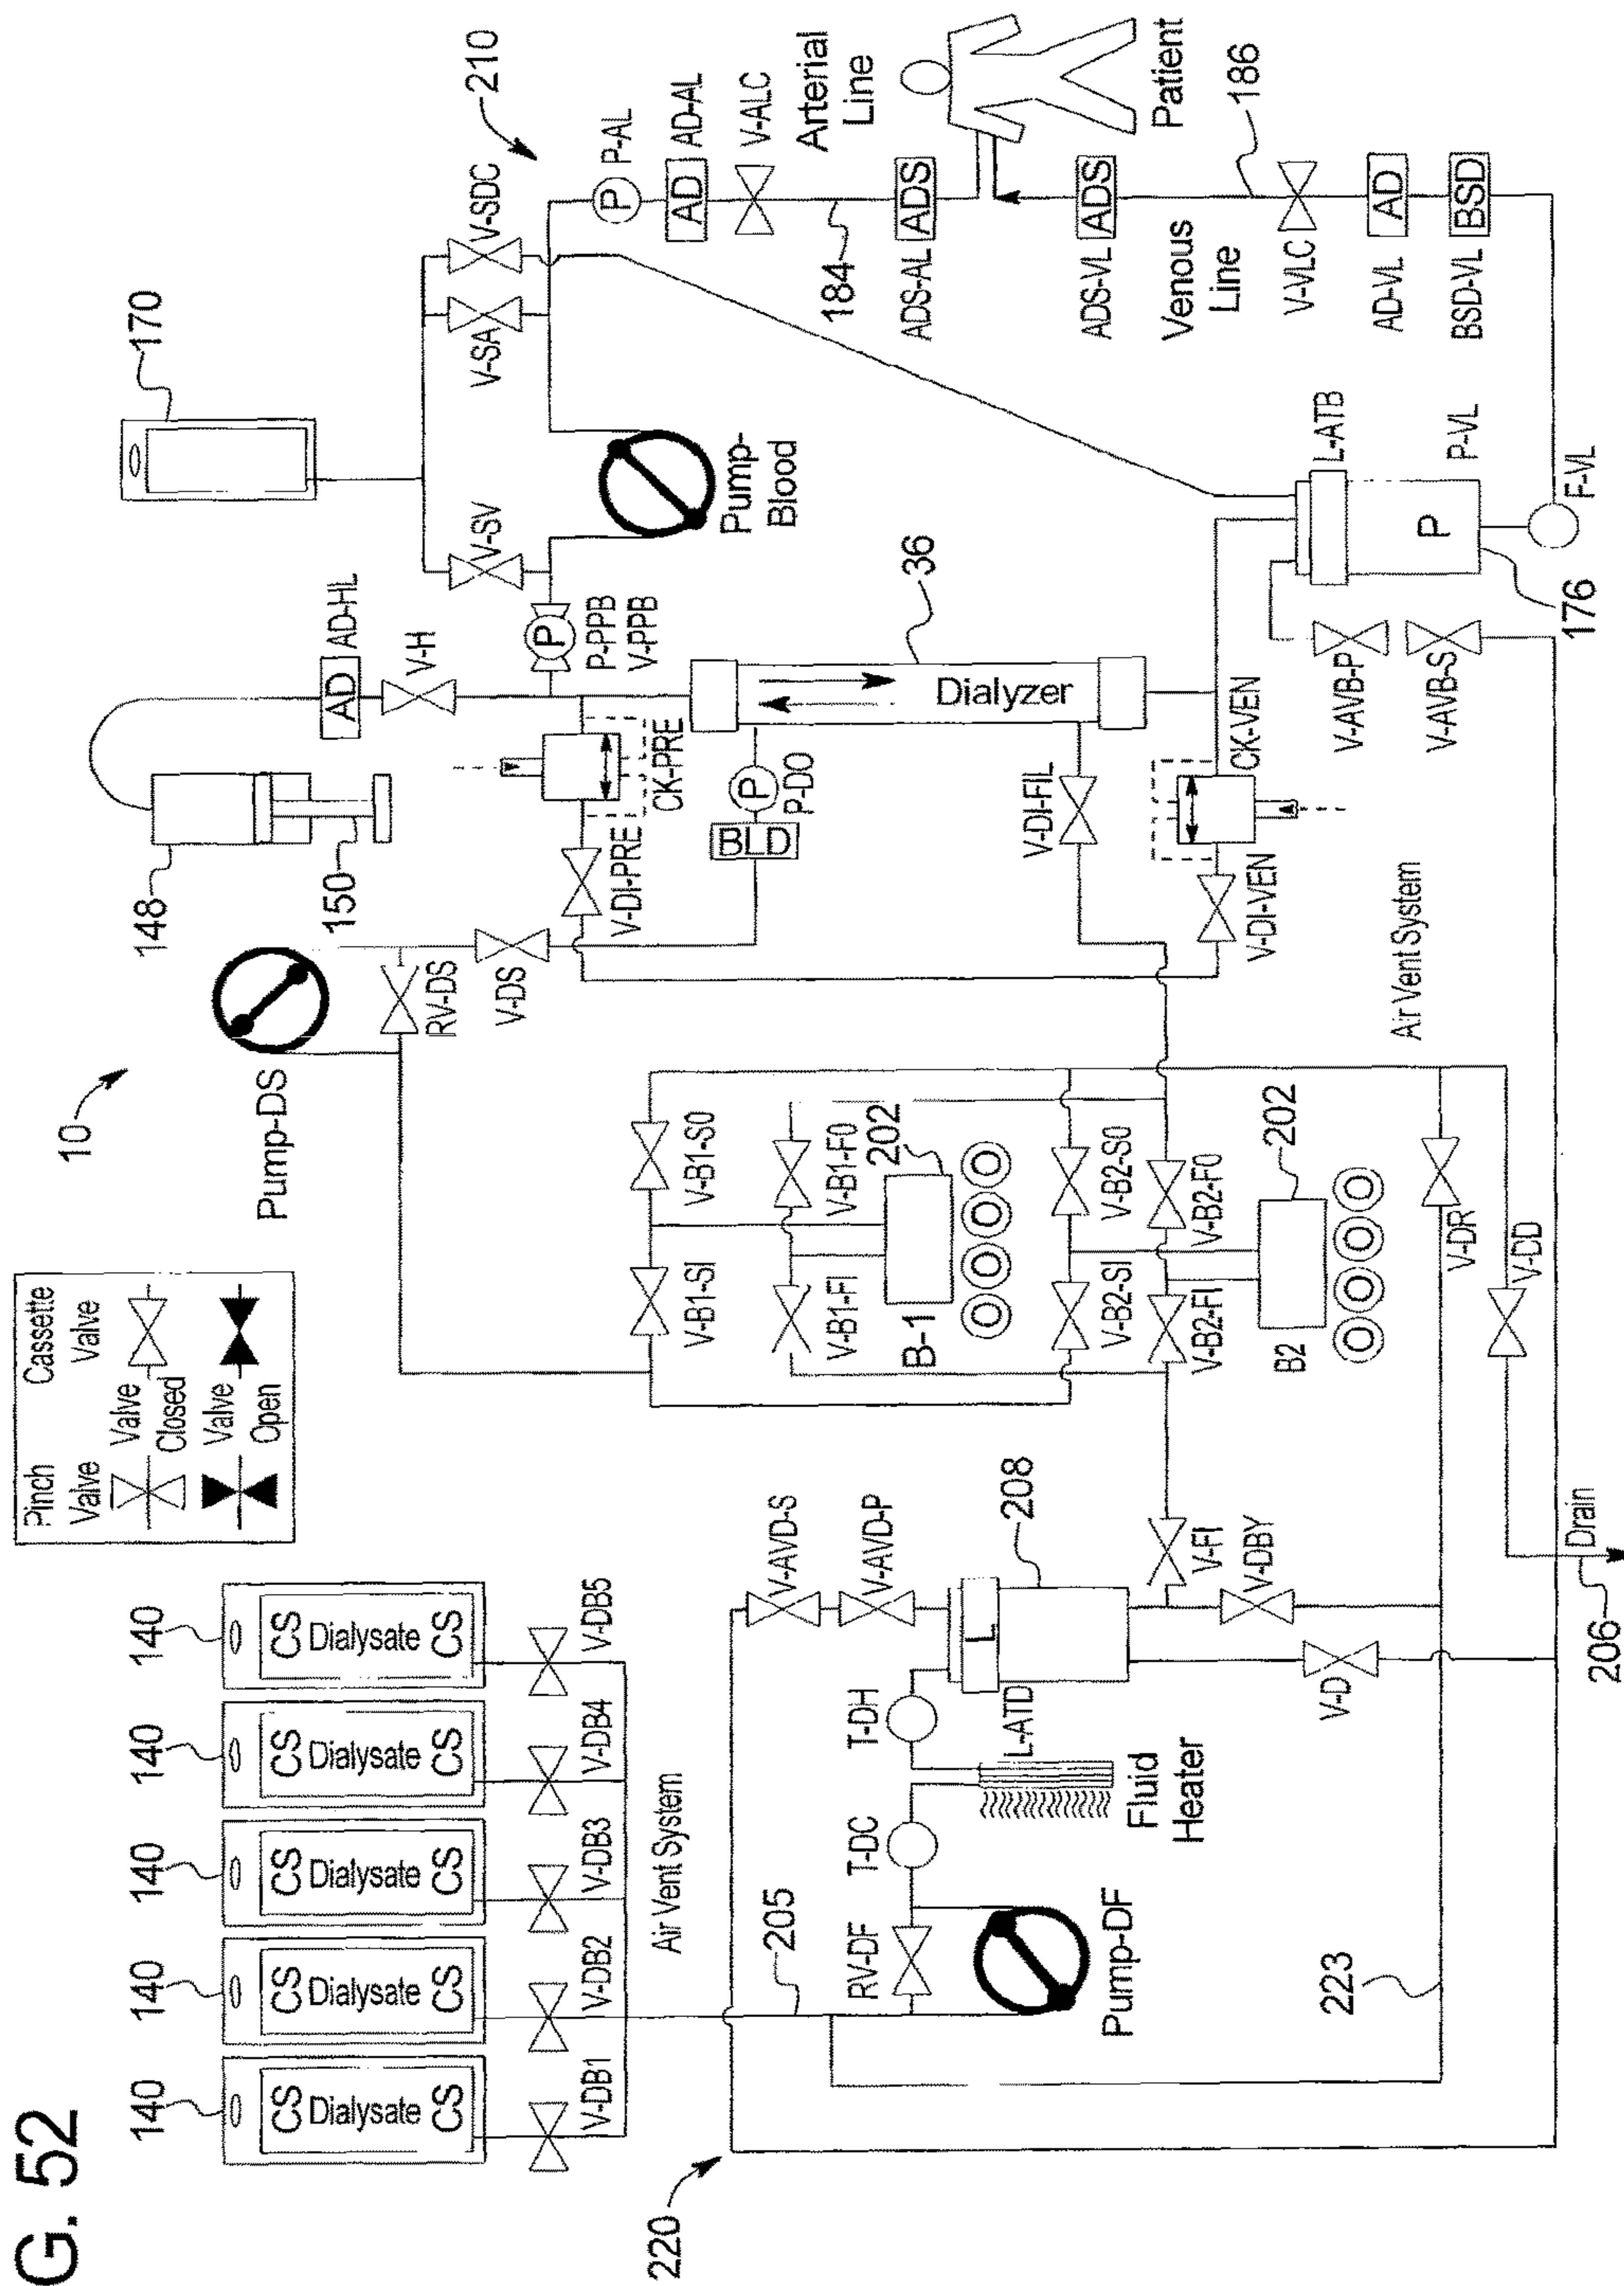 G. 52
10
Pinch
Valve
Cassette
Valve
Valve
Closed
Valve
Open
140
140
140
140
140
CS Dialysate CS
CS Dialysate CS
CS Dialysate CS
CS Dialysate CS
CS Dialysate CS
V-DB1
V-DB2
V-DB3
V-DB4
V-DB5
Air Vent System
220
205
RV-DF
Pump-DF
T-DC
T-DH
L-ATD
Fluid
Heater
V-AVD-S
V-AVD-P
L
208
V-FI
V-DBY
V-D
223
206
Drain
Pump-DS
RV-DS
V-DS
V-B1-SI
V-B1-S0
V-B1-FI
V-B1-F0
B-1
202
V-B2-SI
V-B2-S0
V-B2-FI
V-B2-F0
B2
202
V-DR
V-DD
Air Vent System
148
150
AD
AD-HL
V-H
V-DI-PRE
CK-PRE
BLD
P
P-DO
P
P-PPB
V-PPB
Dialyzer
36
V-DI-FIL
V-DI-VEN
CK-VEN
V-AVB-P
V-AVB-S
170
V-SV
V-SA
V-SDC
210
Pump-
Blood
P
P-AL
AD
AD-AL
V-ALC
Arterial
Line
184
ADS
ADS-AL
Patient
ADS
ADS-VL
186
Venous
Line
V-VLC
AD
AD-VL
BSD
BSD-VL
L-ATB
P
P-VL
176
F-VL